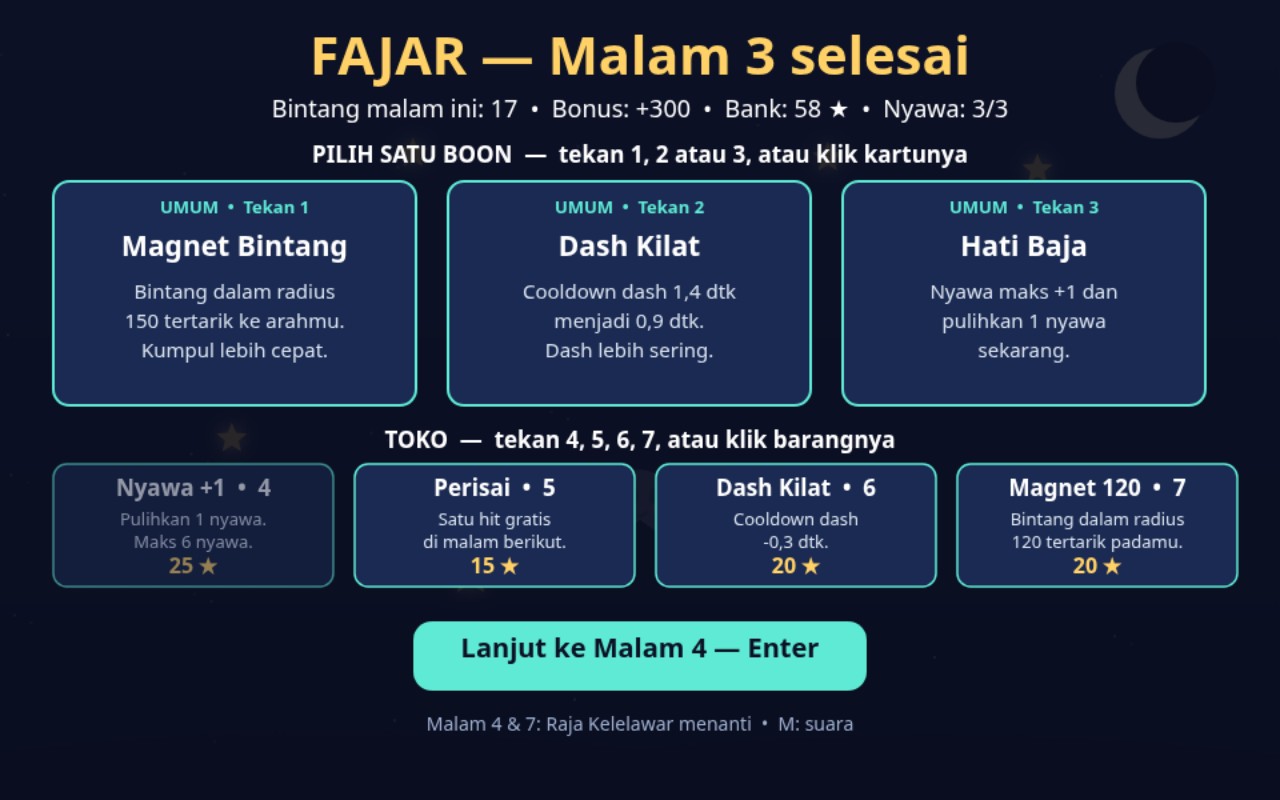 FAJAR — Malam 3 selesai
Bintang malam ini: 17 • Bonus: +300 • Bank: 58 ★ • Nyawa: 3/3
PILIH SATU BOON — tekan 1, 2 atau 3, atau klik kartunya
UMUM • Tekan 1
Magnet Bintang
Bintang dalam radius
150 tertarik ke arahmu.
Kumpul lebih cepat.
UMUM • Tekan 2
Dash Kilat
Cooldown dash 1,4 dtk
menjadi 0,9 dtk.
Dash lebih sering.
UMUM • Tekan 3
Hati Baja
Nyawa maks +1 dan
pulihkan 1 nyawa
sekarang.
TOKO — tekan 4, 5, 6, 7, atau klik barangnya
Nyawa +1 • 4
Pulihkan 1 nyawa.
Maks 6 nyawa.
25 ★
Perisai • 5
Satu hit gratis
di malam berikut.
15 ★
Dash Kilat • 6
Cooldown dash
-0,3 dtk.
20 ★
Magnet 120 • 7
Bintang dalam radius
120 tertarik padamu.
20 ★
Lanjut ke Malam 4 — Enter
Malam 4 & 7: Raja Kelelawar menanti • M: suara